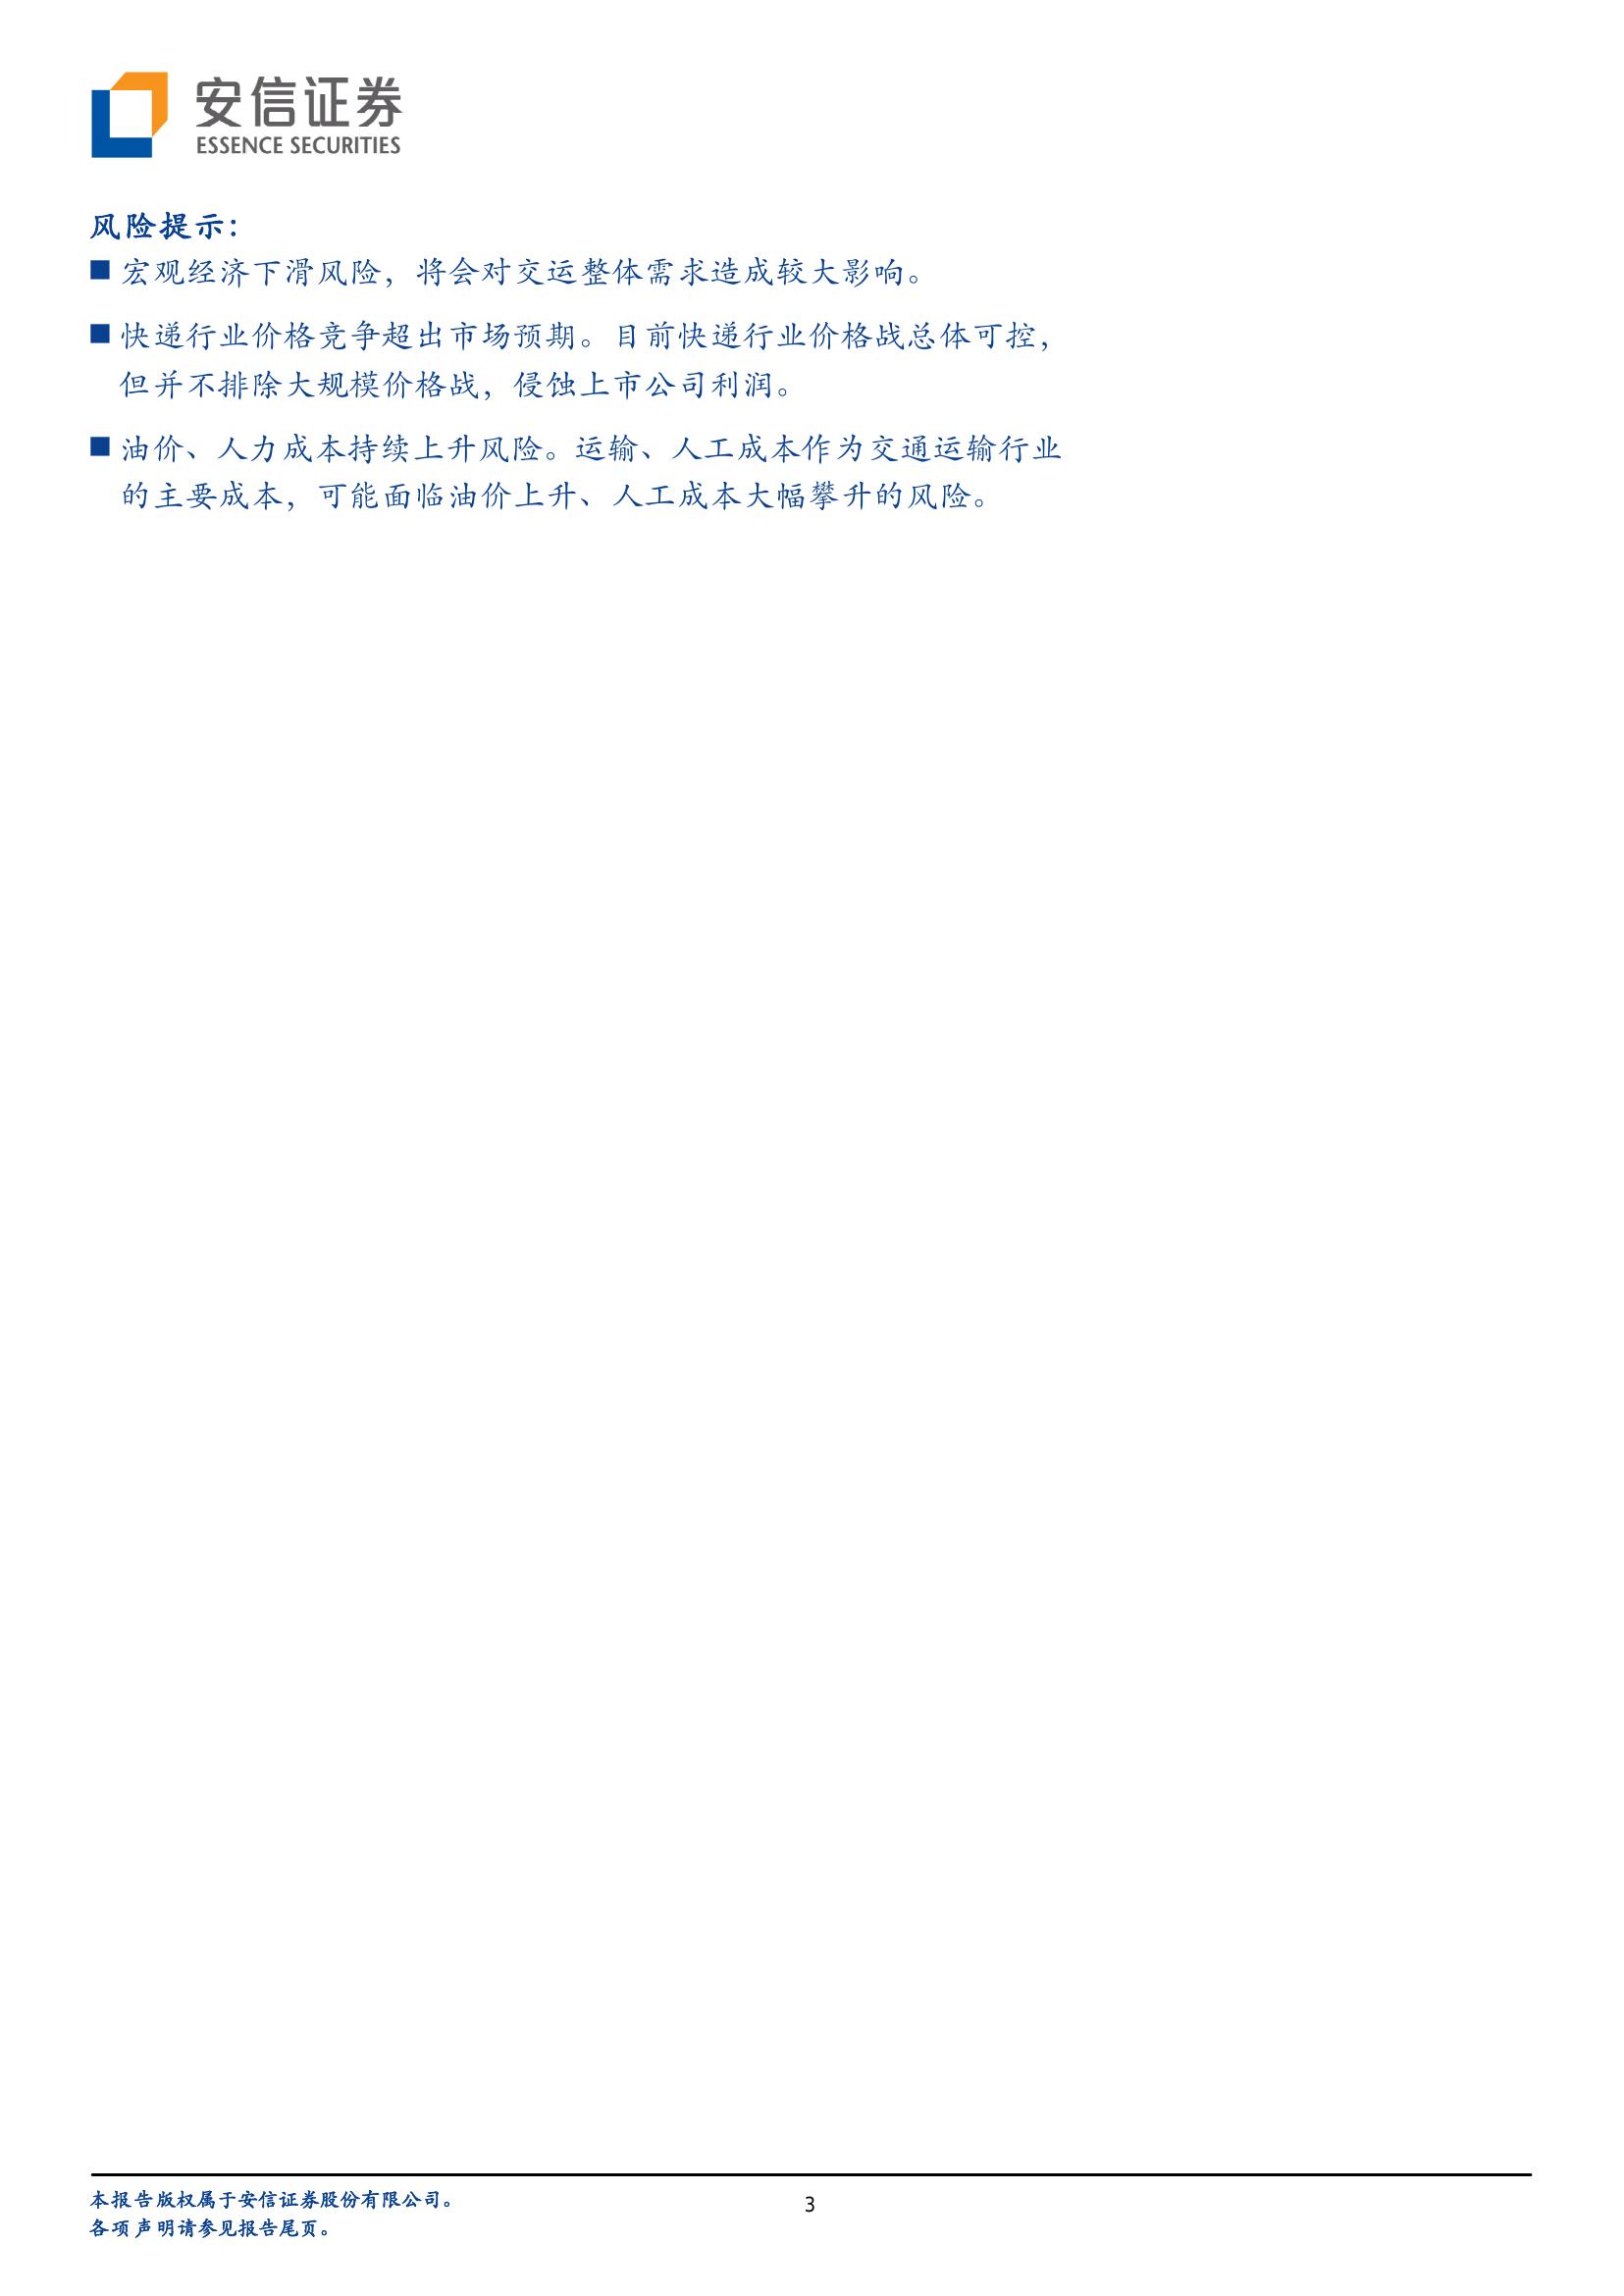 安信证券
ESSENCE SECURITIES
风险提示：
■ 宏观经济下滑风险，将会对交运整体需求造成较大影响。
■ 快递行业价格竞争超出市场预期。目前快递行业价格战总体可控，
但并不排除大规模价格战，侵蚀上市公司利润。
■ 油价、人力成本持续上升风险。运输、人工成本作为交通运输行业
的主要成本，可能面临油价上升、人工成本大幅攀升的风险。
本报告版权属于安信证券股份有限公司。
各项声明请参见报告尾页。
3